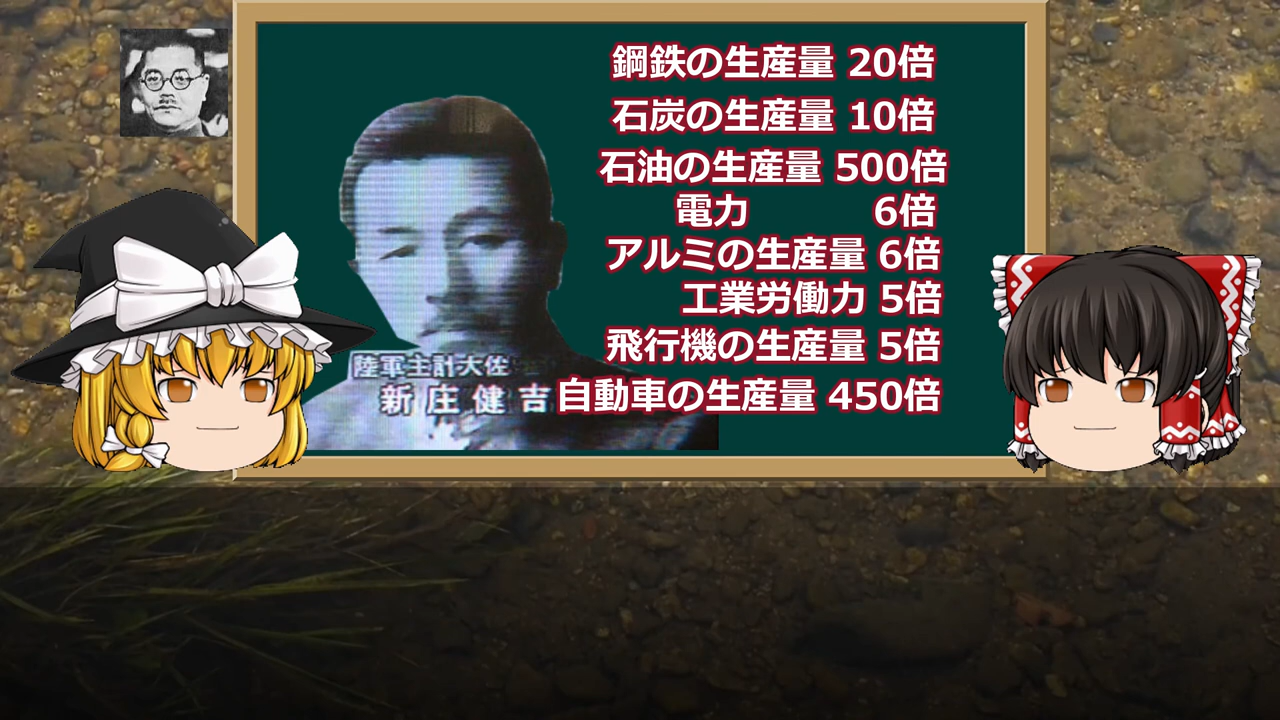 鋼鉄の生産量 20倍
石炭の生産量 10倍
石油の生産量 500倍
電力 6倍
アルミの生産量 6倍
工業労働力 5倍
飛行機の生産量 5倍
自動車の生産量 450倍
陸軍主計大佐
新庄健吉